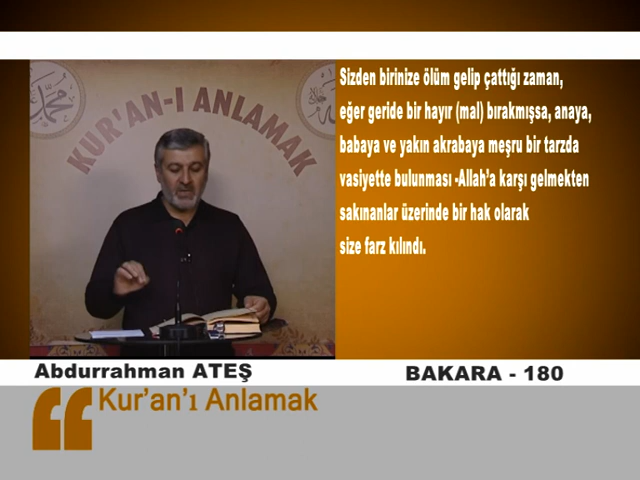 KUR'AN-I ANLAMAK
Sizden birinize ölüm gelip çattığı zaman,
eğer geride bir hayır (mal) bırakmışsa, anaya,
babaya ve yakın akrabaya meşru bir tarzda
vasiyette bulunması -Allah'a karşı gelmekten
sakınanlar üzerinde bir hak olarak
size farz kılındı.
Abdurrahman ATEŞ
BAKARA - 180
Kur'an'ı Anlamak